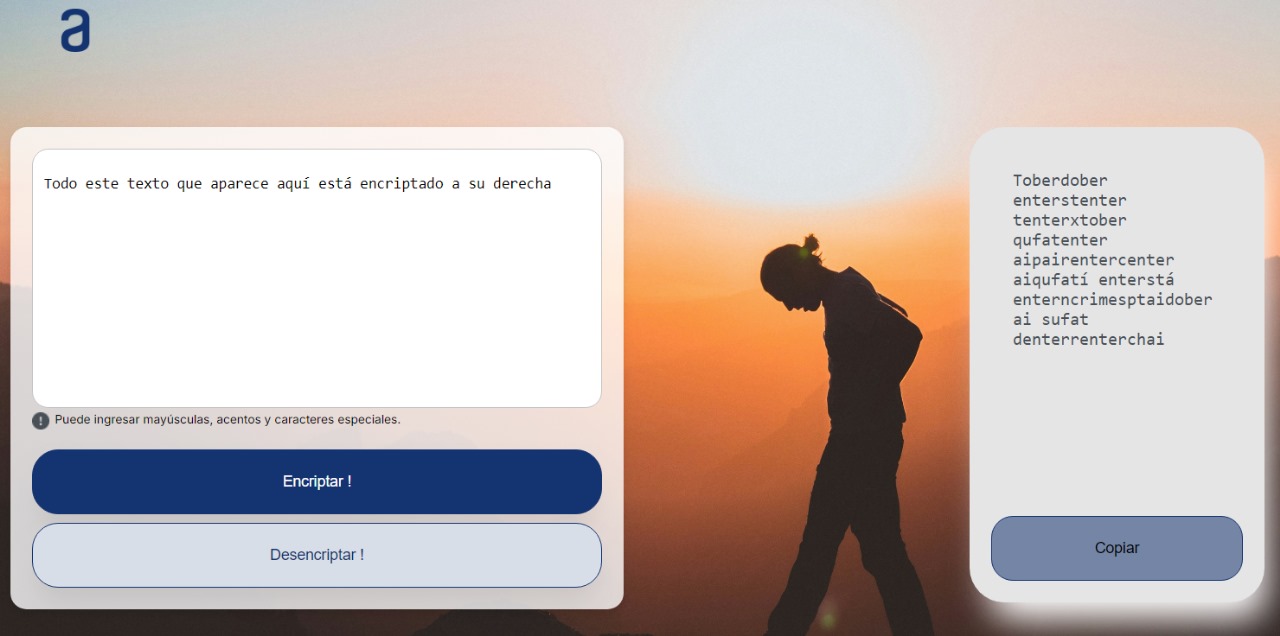 a
Todo este texto que aparece aquí está encriptado a su derecha
Puede ingresar mayúsculas, acentos y caracteres especiales.
Encriptar !
Desencriptar !
Toberdober
enterstenter
tenterxtober
qufatenter
aipairentercenter
aiqufatí enterstá
enterncrimesptaidober
ai sufat
denterrenterchai
Copiar